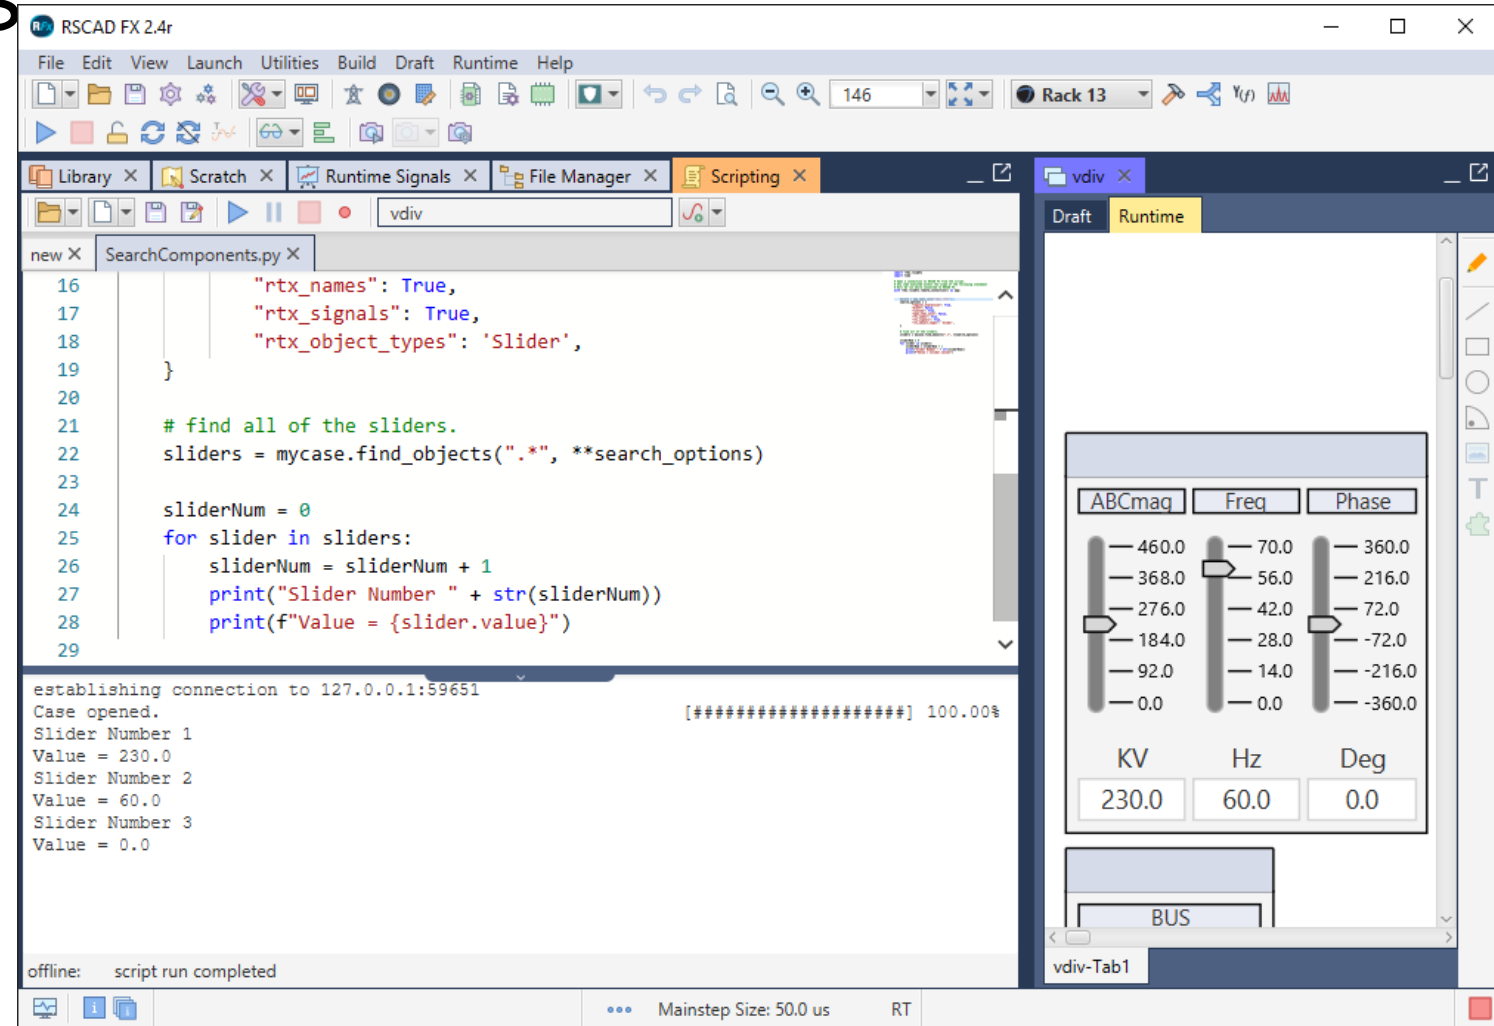 RSCAD FX 2.4r
File Edit View Launch Utilities Build Draft Runtime Help
146
Rack 13
Library
Scratch
Runtime Signals
File Manager
Scripting
vdiv
new
SearchComponents.py
16 "rtx_names": True,
17 "rtx_signals": True,
18 "rtx_object_types": 'Slider',
19 }
20
21 # find all of the sliders.
22 sliders = mycase.find_objects(".*", **search_options)
23
24 sliderNum = 0
25 for slider in sliders:
26 sliderNum = sliderNum + 1
27 print("Slider Number " + str(sliderNum))
28 print(f"Value = {slider.value}")
29
establishing connection to 127.0.0.1:59651
Case opened. [####################] 100.00%
Slider Number 1
Value = 230.0
Slider Number 2
Value = 60.0
Slider Number 3
Value = 0.0
offline: script run completed
vdiv
Draft Runtime
ABCmag Freq Phase
460.0 70.0 360.0
368.0 56.0 216.0
276.0 42.0 72.0
184.0 28.0 -72.0
92.0 14.0 -216.0
0.0 0.0 -360.0
KV Hz Deg
230.0 60.0 0.0
BUS
vdiv-Tab1
Mainstep Size: 50.0 us RT